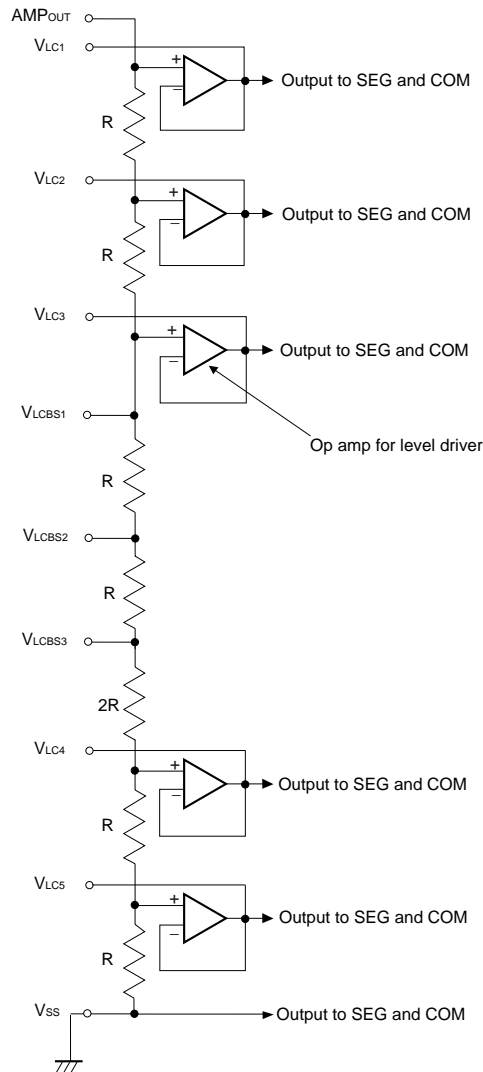 AMPOUT
VLC1
+
−
Output to SEG and COM
R
VLC2
+
−
Output to SEG and COM
R
VLC3
+
−
Output to SEG and COM
VLCBS1
Op amp for level driver
R
VLCBS2
R
VLCBS3
2R
VLC4
+
−
Output to SEG and COM
R
VLC5
+
−
Output to SEG and COM
R
VSS
Output to SEG and COM